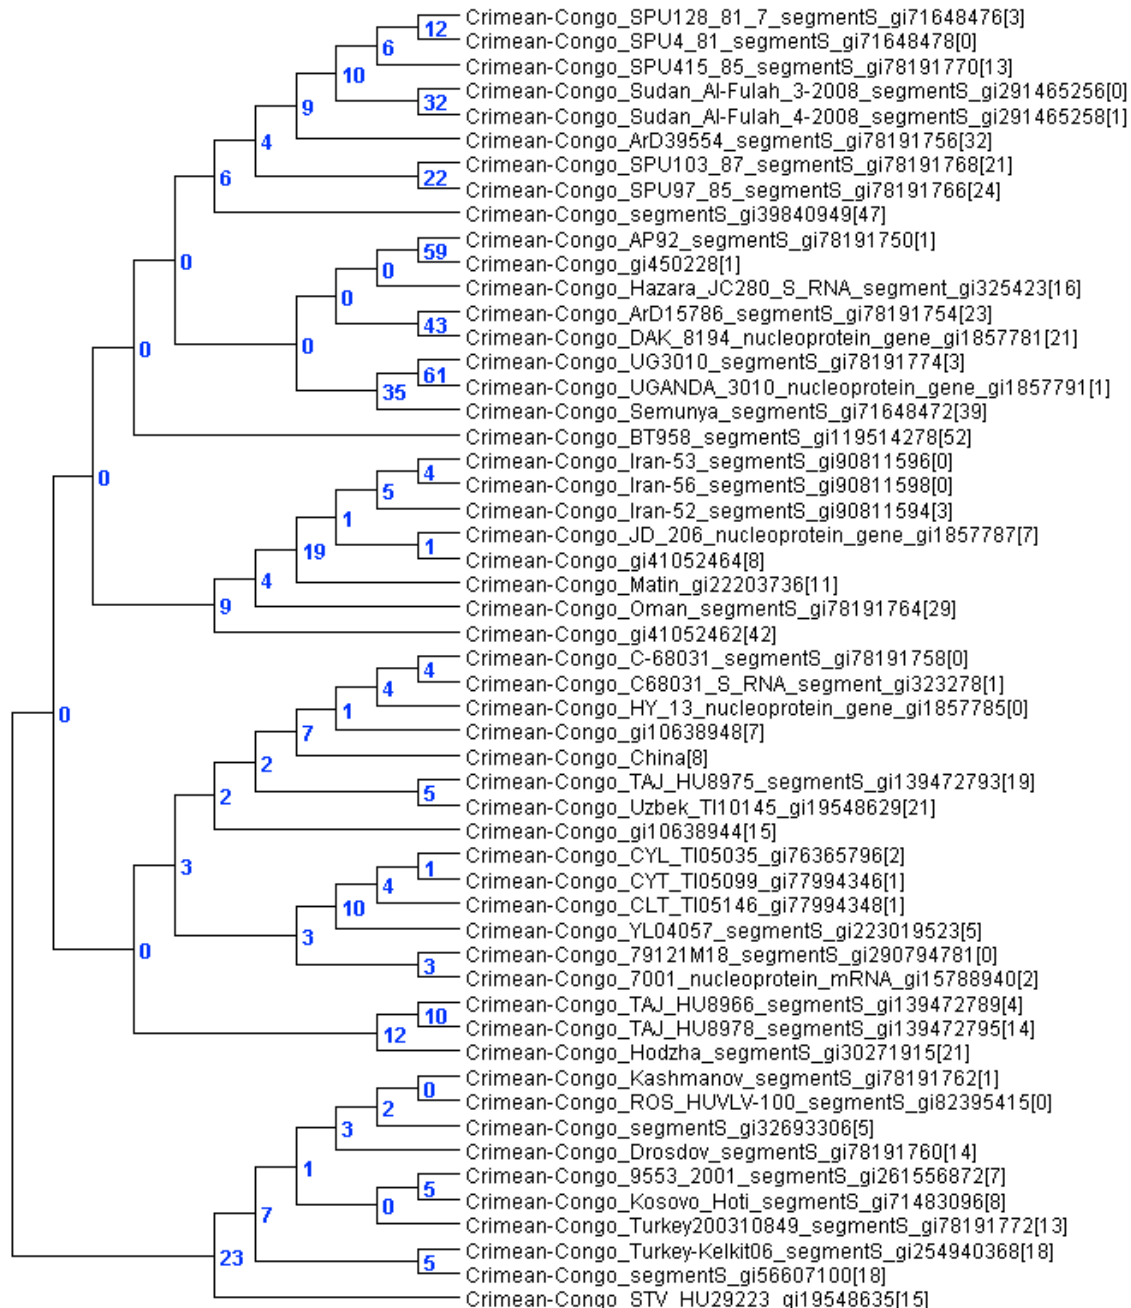 Crimean-Congo_SPU128_81_7_segmentS_gi71648476[3]
12
Crimean-Congo_SPU4_81_segmentS_gi71648478[0]
6
Crimean-Congo_SPU415_85_segmentS_gi78191770[13]
10
Crimean-Congo_Sudan_Al-Fulah_3-2008_segmentS_gi291465256[0]
32
9
Crimean-Congo_Sudan_Al-Fulah_4-2008_segmentS_gi291465258[1]
4
Crimean-Congo_ArD39554_segmentS_gi78191756[32]
Crimean-Congo_SPU103_87_segmentS_gi78191768[21]
6
22
Crimean-Congo_SPU97_85_segmentS_gi78191766[24]
Crimean-Congo_segmentS_gi39840949[47]
Crimean-Congo_AP92_segmentS_gi78191750[1]
59
0
Crimean-Congo_gi450228[1]
0
Crimean-Congo_Hazara_JC280_S_RNA_segment_gi325423[16]
0
Crimean-Congo_ArD15786_segmentS_gi78191754[23]
43
Crimean-Congo_DAK_8194_nucleoprotein_gene_gi1857781[21]
0
0
Crimean-Congo_UG3010_segmentS_gi78191774[3]
61
Crimean-Congo_UGANDA_3010_nucleoprotein_gene_gi1857791[1]
35
Crimean-Congo_Semunya_segmentS_gi71648472[39]
Crimean-Congo_BT958_segmentS_gi119514278[52]
Crimean-Congo_Iran-53_segmentS_gi90811596[0]
4
0
Crimean-Congo_Iran-56_segmentS_gi90811598[0]
5
Crimean-Congo_Iran-52_segmentS_gi90811594[3]
1
Crimean-Congo_JD_206_nucleoprotein_gene_gi1857787[7]
1
19
Crimean-Congo_gi41052464[8]
4
Crimean-Congo_Matin_gi22203736[11]
9
Crimean-Congo_Oman_segmentS_gi78191764[29]
Crimean-Congo_gi41052462[42]
Crimean-Congo_C-68031_segmentS_gi78191758[0]
4
Crimean-Congo_C68031_S_RNA_segment_gi323278[1]
4
Crimean-Congo_HY_13_nucleoprotein_gene_gi1857785[0]
1
0
Crimean-Congo_gi10638948[7]
7
Crimean-Congo_China[8]
2
Crimean-Congo_TAJ_HU8975_segmentS_gi139472793[19]
5
2
Crimean-Congo_Uzbek_TI10145_gi19548629[21]
Crimean-Congo_gi10638944[15]
Crimean-Congo_CYL_TI05035_gi76365796[2]
1
3
Crimean-Congo_CYT_TI05099_gi77994346[1]
4
Crimean-Congo_CLT_TI05146_gi77994348[1]
10
Crimean-Congo_YL04057_segmentS_gi223019523[5]
3
0
Crimean-Congo_79121M18_segmentS_gi290794781[0]
3
Crimean-Congo_7001_nucleoprotein_mRNA_gi15788940[2]
Crimean-Congo_TAJ_HU8966_segmentS_gi139472789[4]
10
Crimean-Congo_TAJ_HU8978_segmentS_gi139472795[14]
12
Crimean-Congo_Hodzha_segmentS_gi30271915[21]
Crimean-Congo_Kashmanov_segmentS_gi78191762[1]
0
Crimean-Congo_ROS_HUVLV-100_segmentS_gi82395415[0]
2
Crimean-Congo_segmentS_gi32693306[5]
3
Crimean-Congo_Drosdov_segmentS_gi78191760[14]
1
Crimean-Congo_9553_2001_segmentS_gi261556872[7]
5
Crimean-Congo_Kosovo_Hoti_segmentS_gi71483096[8]
0
7
Crimean-Congo_Turkey200310849_segmentS_gi78191772[13]
Crimean-Congo_Turkey-Kelkit06_segmentS_gi254940368[18]
23
5
Crimean-Congo_segmentS_gi56607100[18]
Crimean-Congo_STV_HU29223_gi19548635[15]